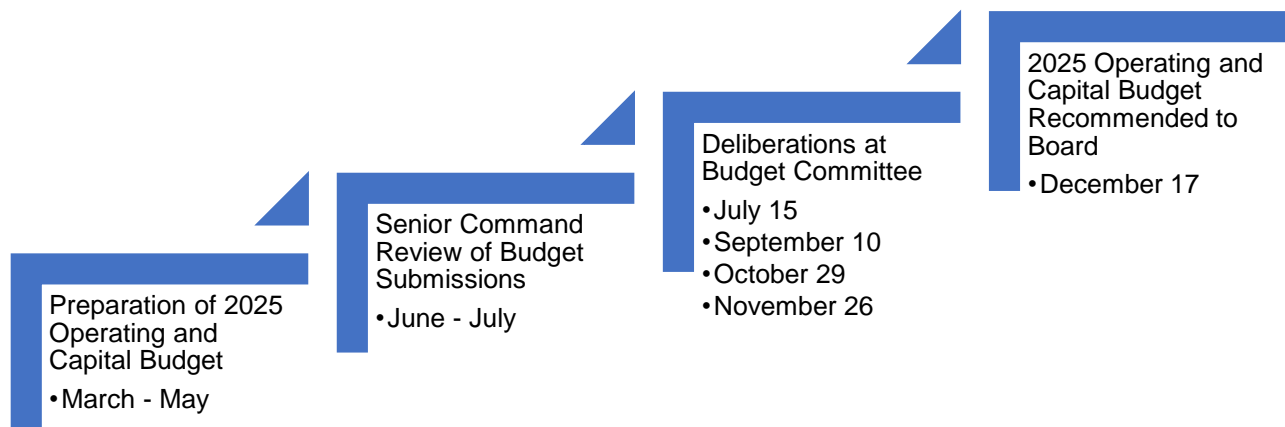 Preparation of 2025
Operating and
Capital Budget
•March - May
Senior Command
Review of Budget
Submissions
•June - July
Deliberations at
Budget Committee
•July 15
•September 10
•October 29
•November 26
2025 Operating and
Capital Budget
Recommended to
Board
•December 17